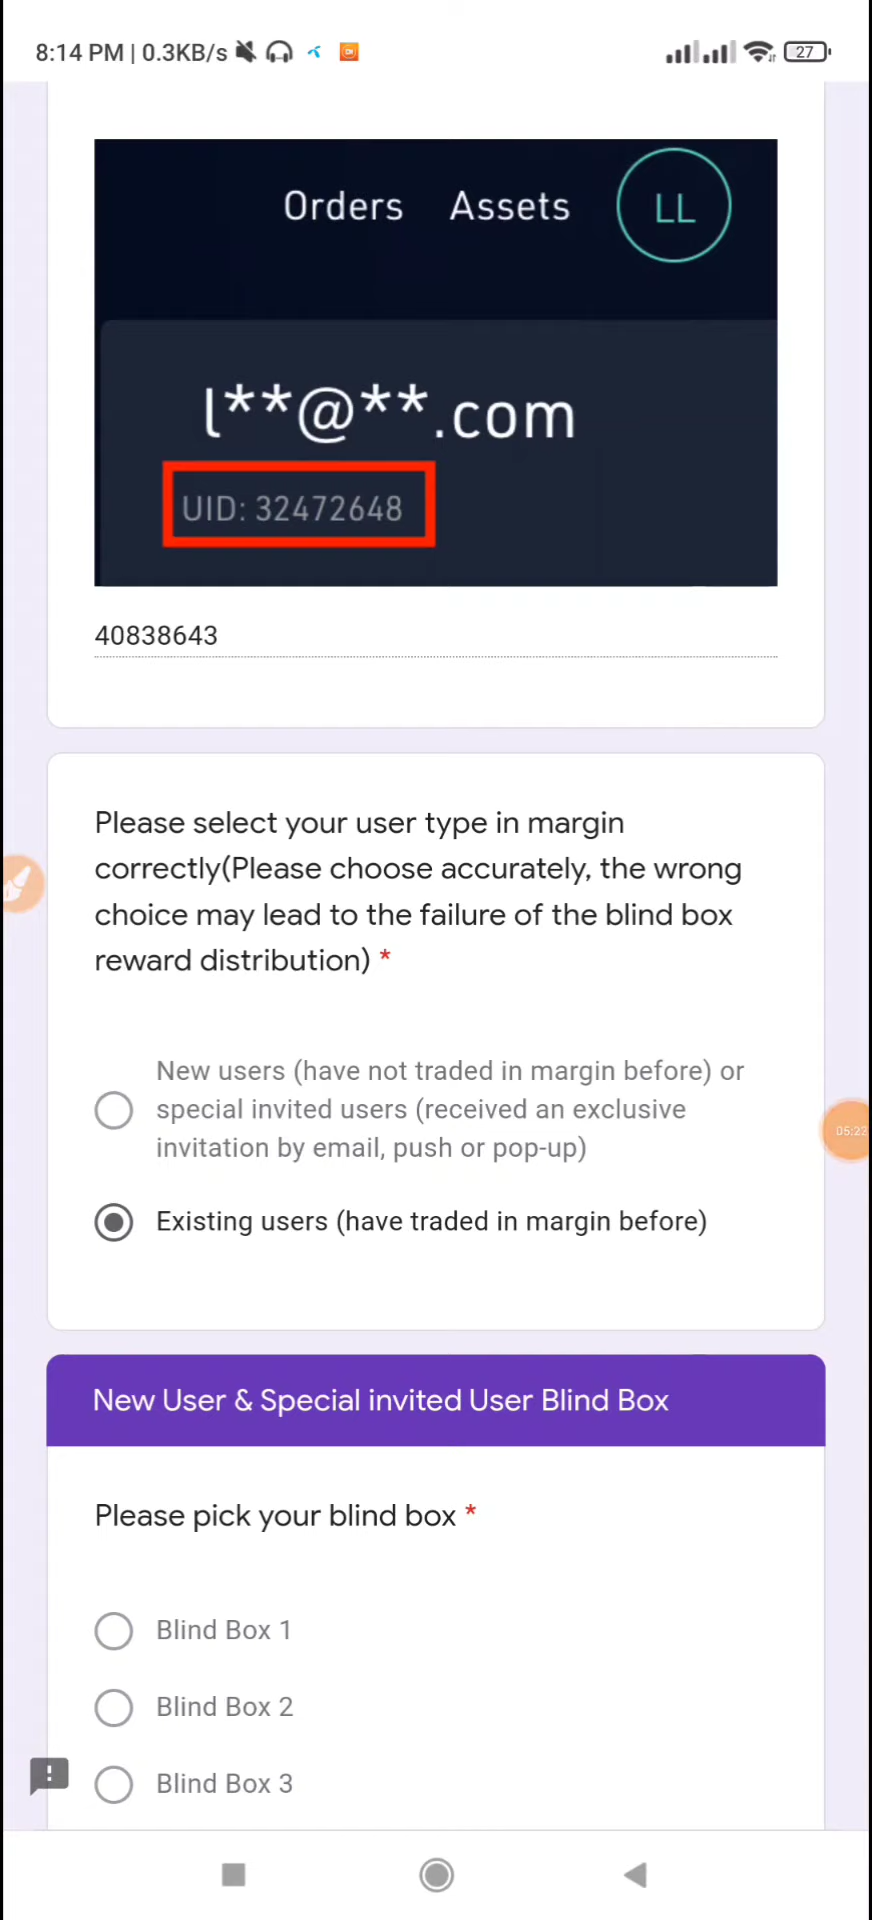 8:14 PM | 0.3KB/s
27
Orders Assets LL
l**@**.com
UID: 32472648
40838643
Please select your user type in margin
correctly(Please choose accurately, the wrong
choice may lead to the failure of the blind box
reward distribution) *
New users (have not traded in margin before) or
special invited users (received an exclusive
invitation by email, push or pop-up)
05:23
Existing users (have traded in margin before)
New User & Special invited User Blind Box
Please pick your blind box *
Blind Box 1
Blind Box 2
Blind Box 3